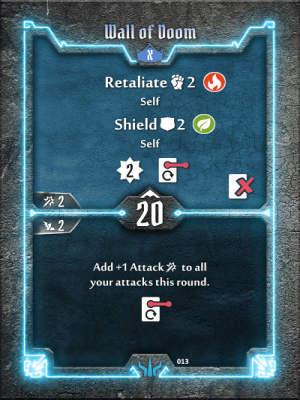 Wall of Doom
X
Retaliate 2
Self
Shield 2
Self
2
2
20
2
Add +1 Attack to all
your attacks this round.
013